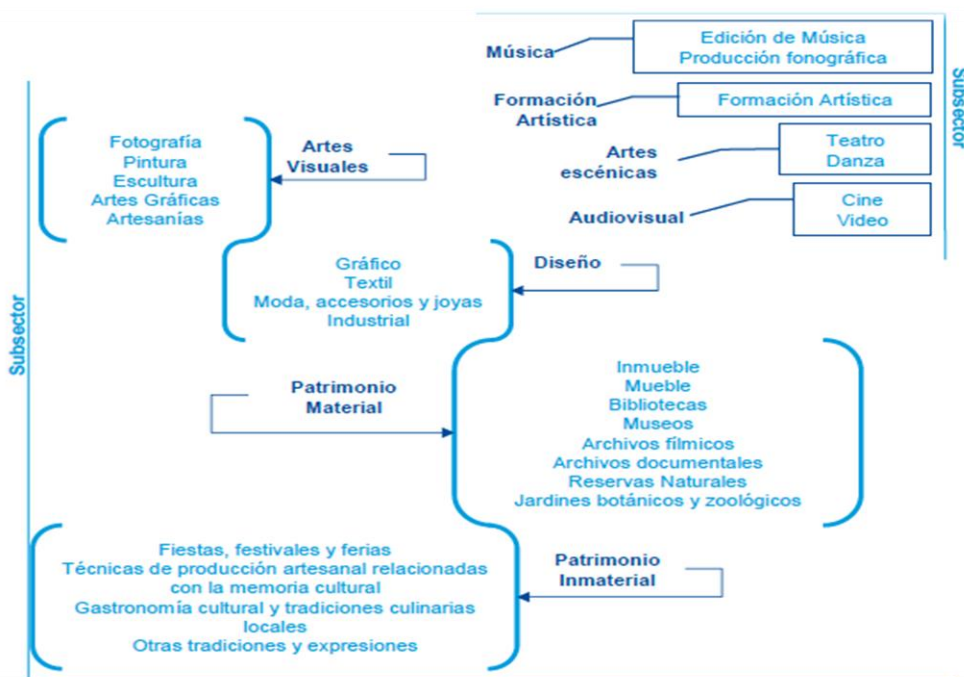 Música
Edición de Música
Producción fonográfica
Subsector
Formación
Artística
Formación Artística
Artes
escénicas
Teatro
Danza
Audiovisual
Cine
Video
Subsector
Fotografía
Pintura
Escultura
Artes Gráficas
Artesanías
Artes
Visuales
Gráfico
Textil
Moda, accesorios y joyas
Industrial
Diseño
Patrimonio
Material
Inmueble
Mueble
Bibliotecas
Museos
Archivos fílmicos
Archivos documentales
Reservas Naturales
Jardines botánicos y zoológicos
Fiestas, festivales y ferias
Técnicas de producción artesanal relacionadas
con la memoria cultural
Gastronomía cultural y tradiciones culinarias
locales
Otras tradiciones y expresiones
Patrimonio
Inmaterial